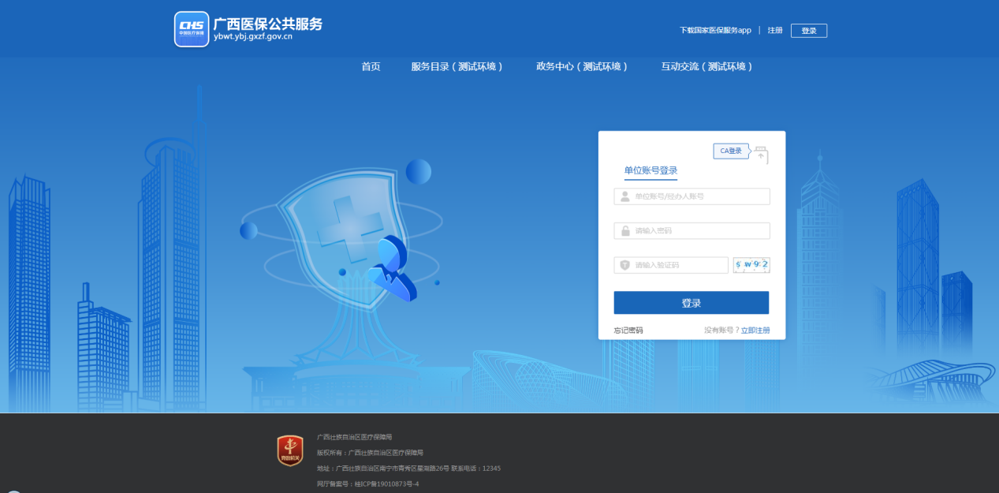 CHS
中国医疗保障
广西医保公共服务
ybwt.ybj.gxzf.gov.cn
下载国家医保服务app | 注册 登录
首页 服务目录（测试环境） 政务中心（测试环境） 互动交流（测试环境）
CA登录
单位账号登录
单位账号/经办人账号
请输入密码
请输入验证码 sw92
登录
忘记密码 没有账号？立即注册
党政机关
广西壮族自治区医疗保障局
版权所有：广西壮族自治区医疗保障局
地址：广西壮族自治区南宁市青秀区星湖路26号 联系电话：12345
网厅备案号：桂ICP备19010873号-4